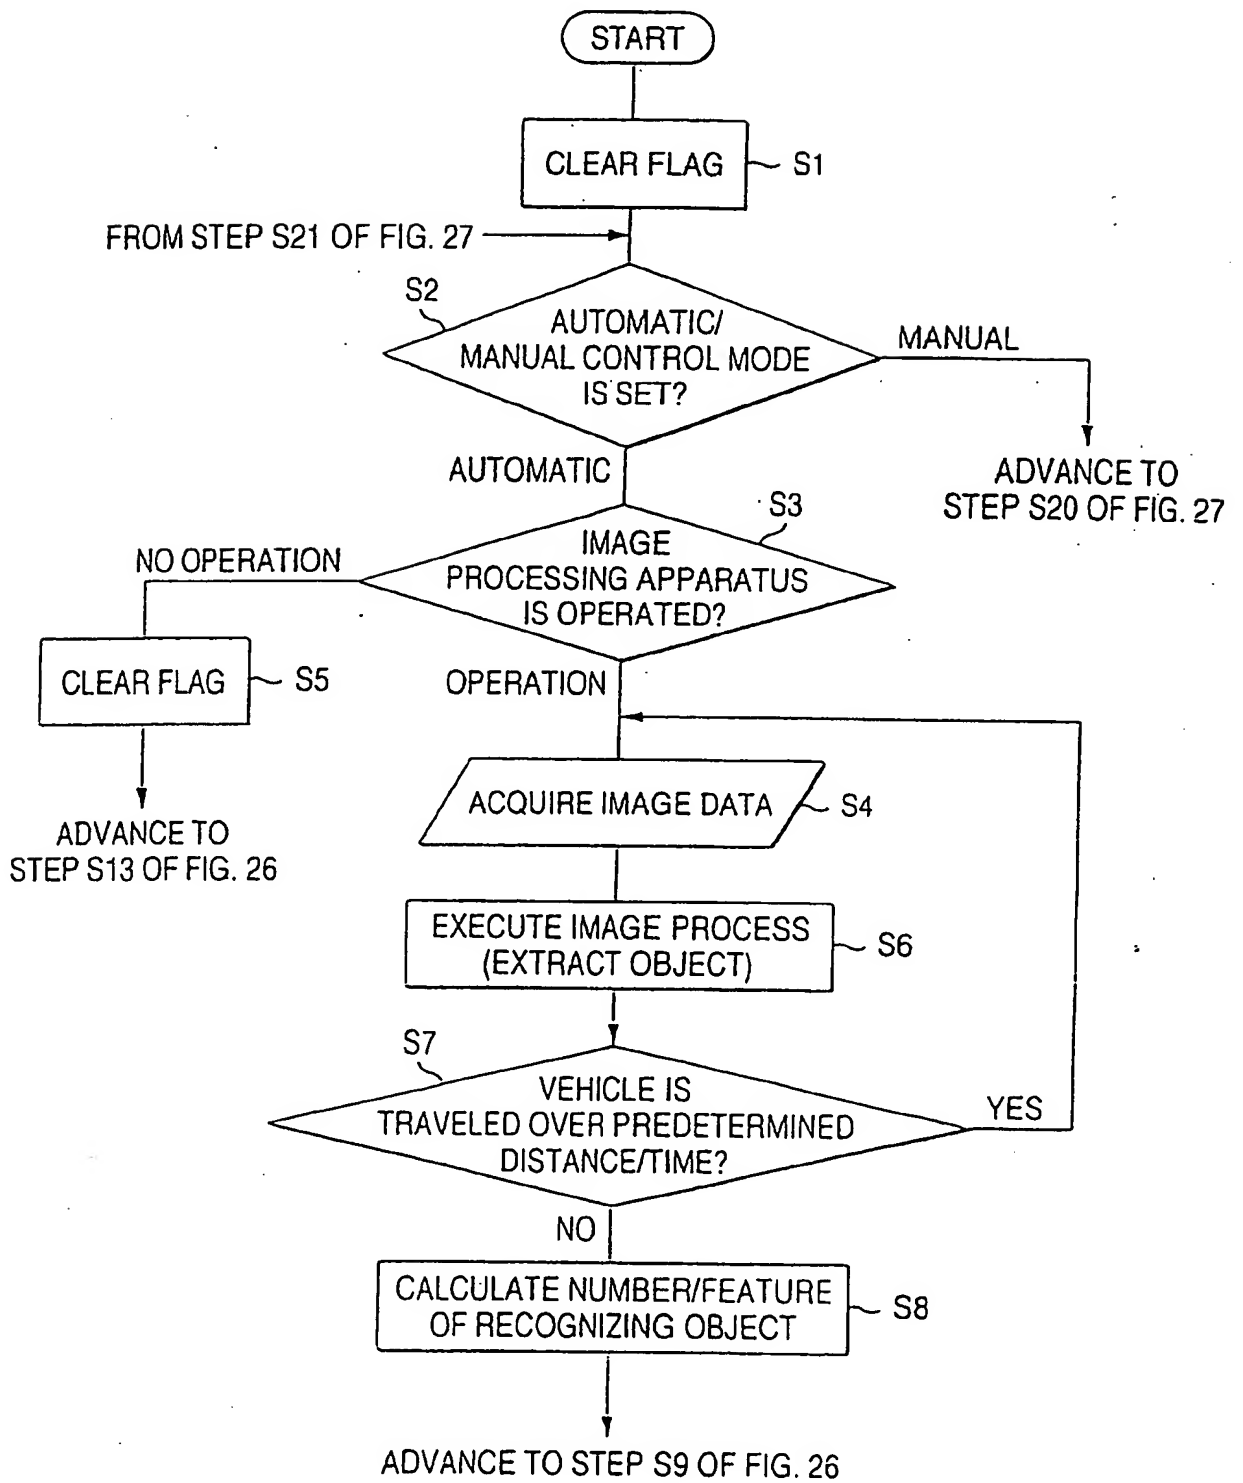 START
CLEAR FLAG
S1
FROM STEP S21 OF FIG. 27
S2
AUTOMATIC/
MANUAL CONTROL MODE
IS SET?
MANUAL
AUTOMATIC
ADVANCE TO
STEP S20 OF FIG. 27
S3
IMAGE
PROCESSING APPARATUS
IS OPERATED?
NO OPERATION
CLEAR FLAG
S5
OPERATION
ADVANCE TO
STEP S13 OF FIG. 26
ACQUIRE IMAGE DATA
S4
EXECUTE IMAGE PROCESS
(EXTRACT OBJECT)
S6
S7
VEHICLE IS
TRAVELED OVER PREDETERMINED
DISTANCE/TIME?
YES
NO
CALCULATE NUMBER/FEATURE
OF RECOGNIZING OBJECT
S8
ADVANCE TO STEP S9 OF FIG. 26